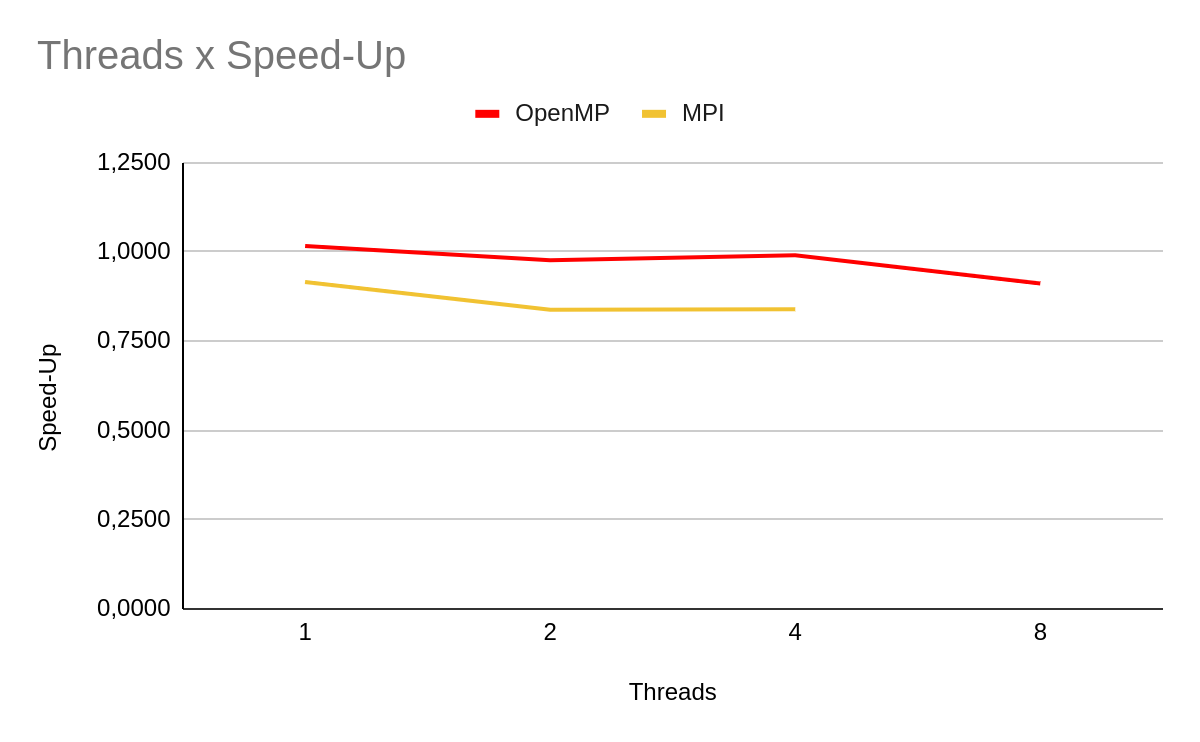 Threads x Speed-Up
OpenMP MPI
1,2500
1,0000
0,7500
0,5000
0,2500
0,0000
Speed-Up
1 2 4 8
Threads